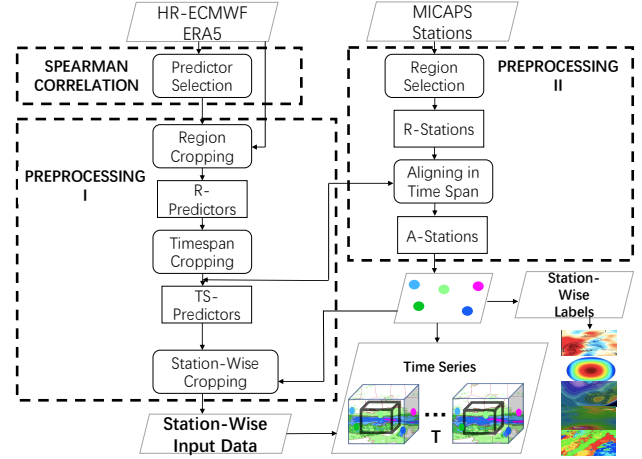 HR-ECMWF
ERA5
SPEARMAN
CORRELATION
Predictor
Selection
PREPROCESSING
I
Region
Cropping
R-
Predictors
Timespan
Cropping
TS-
Predictors
Station-Wise
Cropping
Station-Wise
Input Data
MICAPS
Stations
PREPROCESSING
II
Region
Selection
R-Stations
Aligning in
Time Span
A-Stations
Station-
Wise
Labels
Time Series
...
T